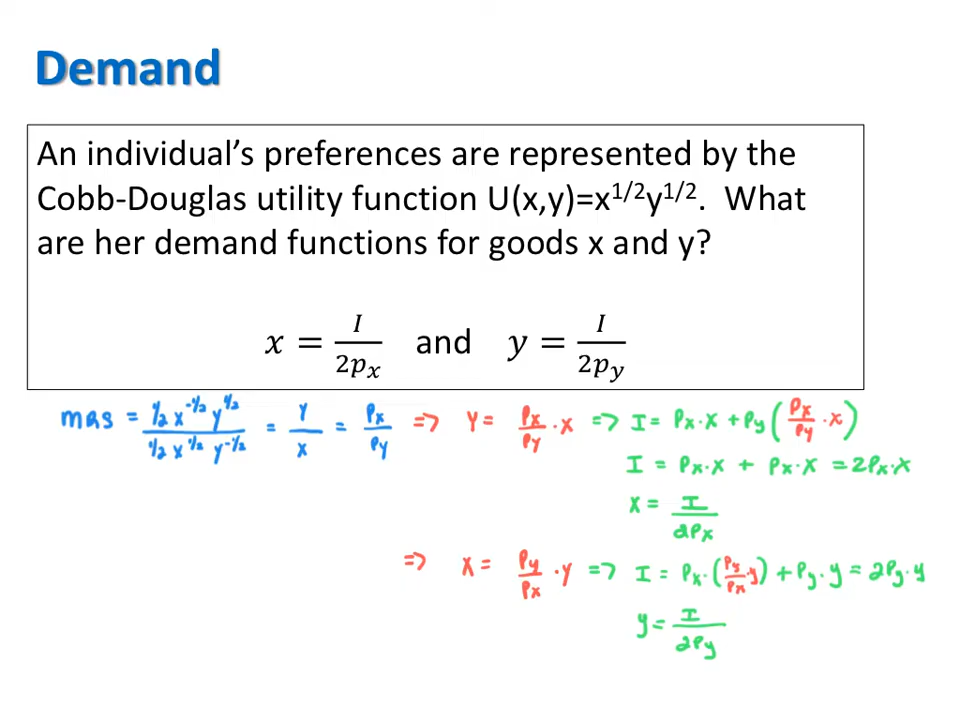 Demand
An individual's preferences are represented by the
Cobb-Douglas utility function U(x,y)=x^{1/2}y^{1/2}. What
are her demand functions for goods x and y?
x = I/(2p_x) and y = I/(2p_y)
MRS = (1/2 x^{-1/2} y^{1/2})/(1/2 x^{1/2} y^{-1/2}) = Y/X = Px/Py => Y = Px/Py · X => I = Px·X + Py(Px/Py · X)
I = Px·X + Px·X = 2Px·X
X = I/(2Px)
=> X = Py/Px · Y => I = Px·(Py/Px · y) + Py·y = 2Py·y
y = I/(2Py)